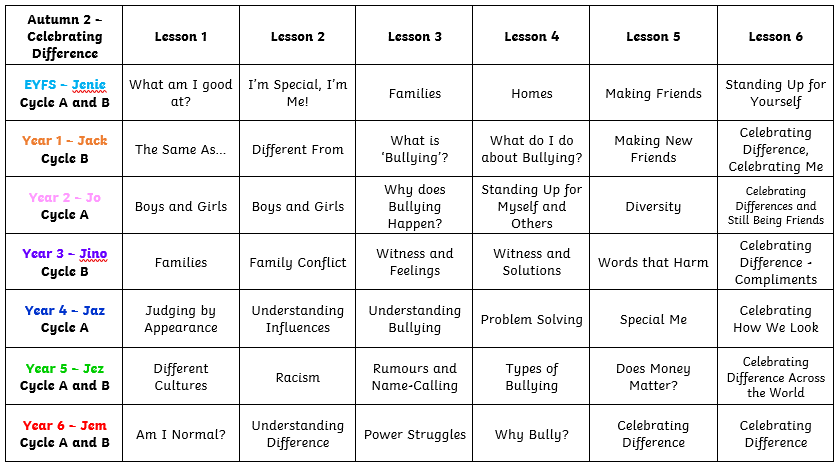 Autumn 2 ~
Celebrating
Difference
Lesson 1
Lesson 2
Lesson 3
Lesson 4
Lesson 5
Lesson 6
EYFS ~ Jenie
Cycle A and B
What am I good
at?
I'm Special, I'm
Me!
Families
Homes
Making Friends
Standing Up for
Yourself
Year 1 ~ Jack
Cycle B
The Same As...
Different From
What is
'Bullying'?
What do I do
about Bullying?
Making New
Friends
Celebrating
Difference,
Celebrating Me
Year 2 ~ Jo
Cycle A
Boys and Girls
Boys and Girls
Why does
Bullying
Happen?
Standing Up for
Myself and
Others
Diversity
Celebrating
Differences and
Still Being Friends
Year 3 ~ Jino
Cycle B
Families
Family Conflict
Witness and
Feelings
Witness and
Solutions
Words that Harm
Celebrating
Difference -
Compliments
Year 4 ~ Jaz
Cycle A
Judging by
Appearance
Understanding
Influences
Understanding
Bullying
Problem Solving
Special Me
Celebrating
How We Look
Year 5 ~ Jez
Cycle A and B
Different
Cultures
Racism
Rumours and
Name-Calling
Types of
Bullying
Does Money
Matter?
Celebrating
Difference Across
the World
Year 6 ~ Jem
Cycle A and B
Am I Normal?
Understanding
Difference
Power Struggles
Why Bully?
Celebrating
Difference
Celebrating
Difference